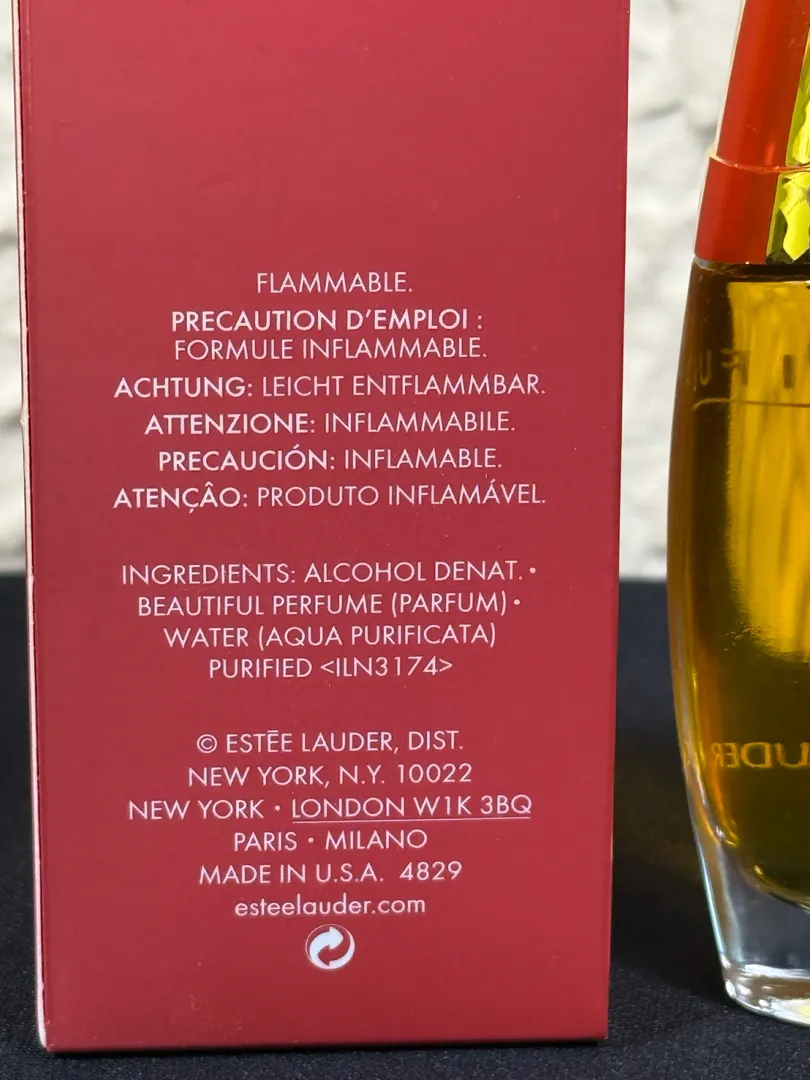 FLAMMABLE.
PRECAUTION D'EMPLOI :
FORMULE INFLAMMABLE.
ACHTUNG: LEICHT ENTFLAMMBAR.
ATTENZIONE: INFLAMMABILE.
PRECAUCIÓN: INFLAMABLE.
ATENÇÂO: PRODUTO INFLAMÁVEL.
INGREDIENTS: ALCOHOL DENAT. •
BEAUTIFUL PERFUME (PARFUM) •
WATER (AQUA PURIFICATA)
PURIFIED <ILN3174>
© ESTĒE LAUDER, DIST.
NEW YORK, N.Y. 10022
NEW YORK • LONDON W1K 3BQ
PARIS • MILANO
MADE IN U.S.A. 4829
esteelauder.com